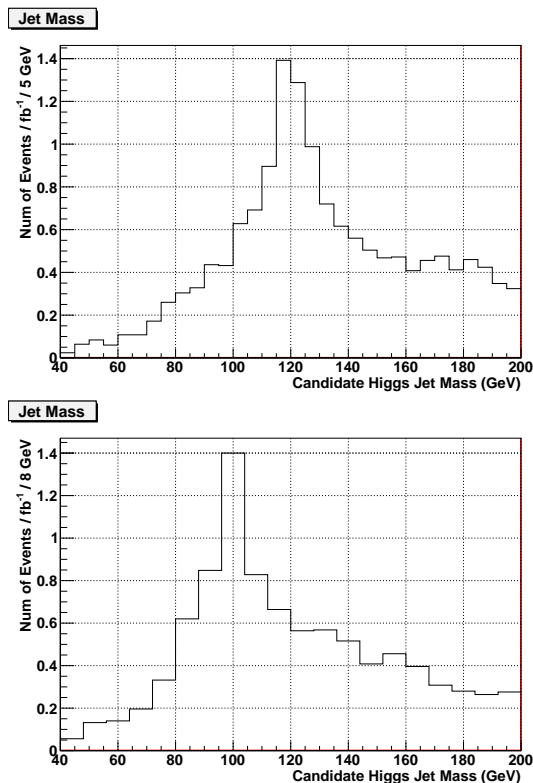 Jet Mass
Num of Events / fb⁻¹ / 5 GeV
1.4
1.2
1
0.8
0.6
0.4
0.2
0
40 60 80 100 120 140 160 180 200
Candidate Higgs Jet Mass (GeV)
Jet Mass
Num of Events / fb⁻¹ / 8 GeV
1.4
1.2
1
0.8
0.6
0.4
0.2
0
40 60 80 100 120 140 160 180 200
Candidate Higgs Jet Mass (GeV)